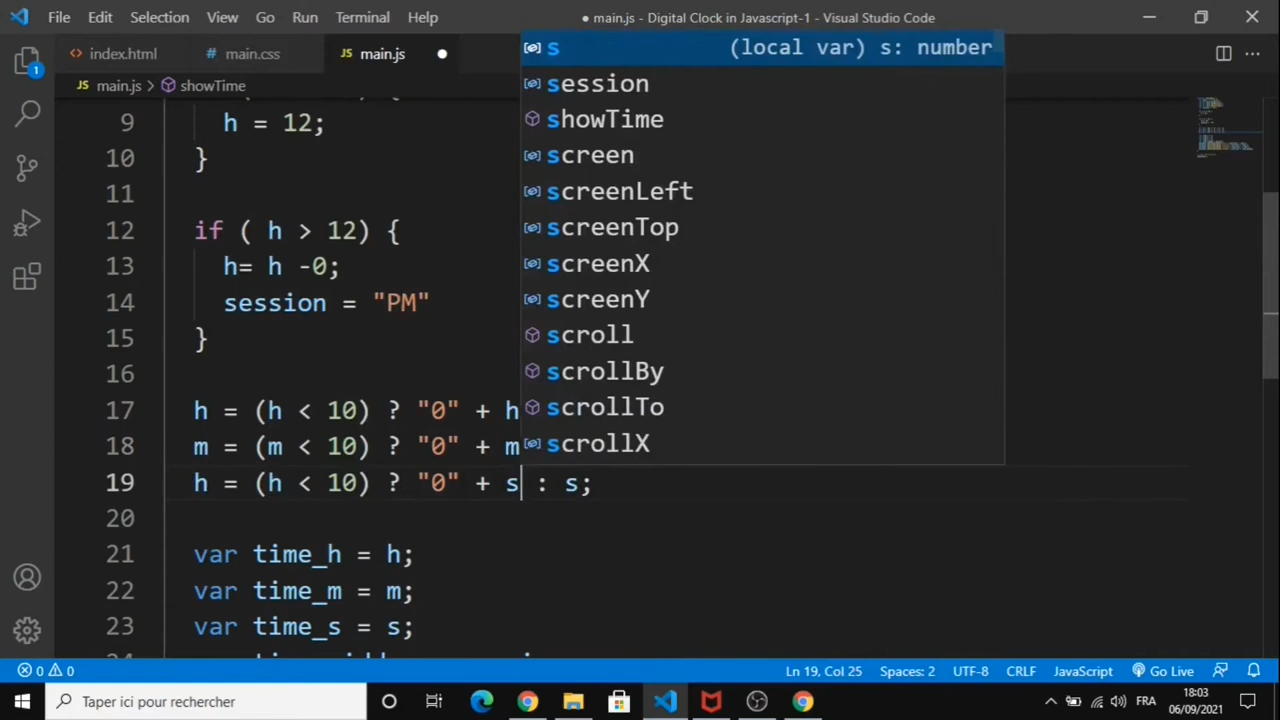 File Edit Selection View Go Run Terminal Help ● main.js - Digital Clock in Javascript-1 - Visual Studio Code
index.html # main.css JS main.js ●
JS main.js > showTime
1
s (local var) s: number
session
showTime
screen
screenLeft
screenTop
screenX
screenY
scroll
scrollBy
scrollTo
scrollX
9 h = 12;
10 }
11
12 if ( h > 12) {
13 h= h -0;
14 session = "PM"
15 }
16
17 h = (h < 10) ? "0" + h
18 m = (m < 10) ? "0" + m
19 h = (h < 10) ? "0" + s : s;
20
21 var time_h = h;
22 var time_m = m;
23 var time_s = s;
0 0 Ln 19, Col 25 Spaces: 2 UTF-8 CRLF JavaScript Go Live
Taper ici pour rechercher FRA 18:03
06/09/2021